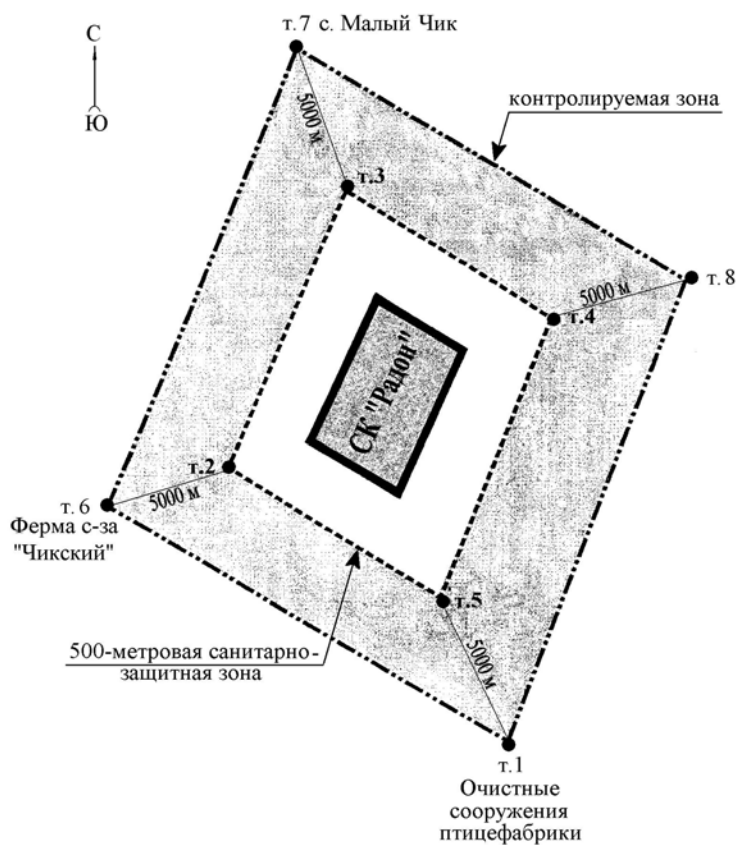 т. 7 с. Малый Чик
С
Ю
5000 м
контролируемая зона
т.3
т. 8
5000 м
т.4
СК "Радон"
т.2
т. 6
5000 м
Ферма с-за
"Чикский"
т.5
5000 м
500-метровая санитарно-
защитная зона
т.1
Очистные
сооружения
птицефабрики